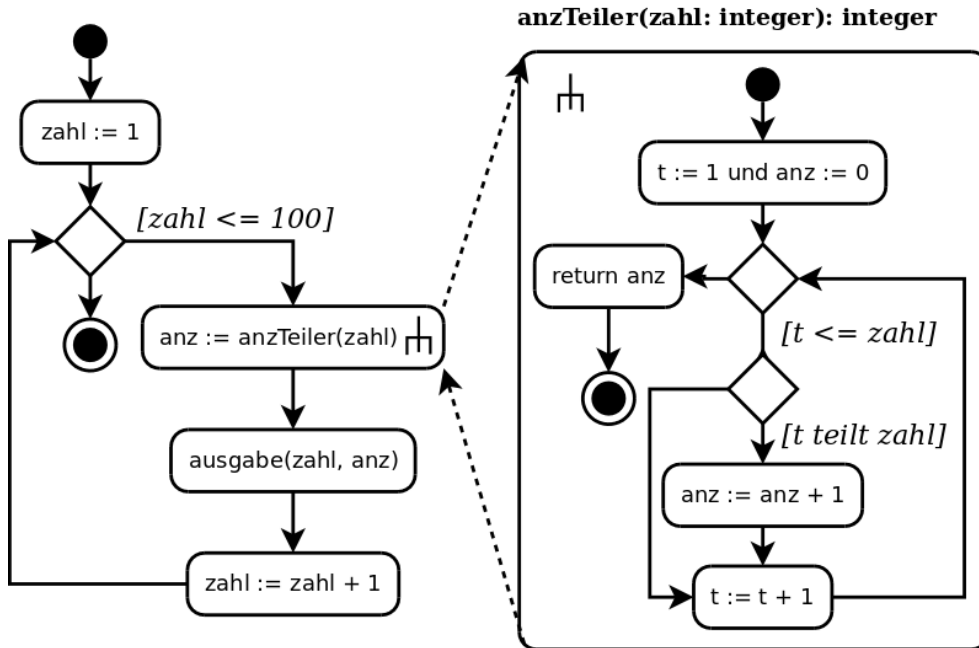 anzTeiler(zahl: integer): integer
zahl := 1
[zahl <= 100]
anz := anzTeiler(zahl)
ausgabe(zahl, anz)
zahl := zahl + 1
t := 1 und anz := 0
return anz
[t <= zahl]
[t teilt zahl]
anz := anz + 1
t := t + 1